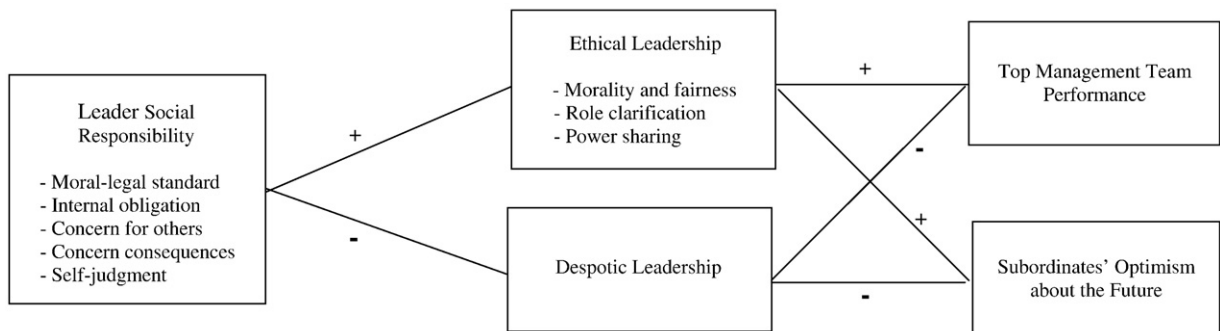 Leader Social
Responsibility
- Moral-legal standard
- Internal obligation
- Concern for others
- Concern consequences
- Self-judgment
+
-
Ethical Leadership
- Morality and fairness
- Role clarification
- Power sharing
Despotic Leadership
+
-
+
-
Top Management Team
Performance
Subordinates’ Optimism
about the Future